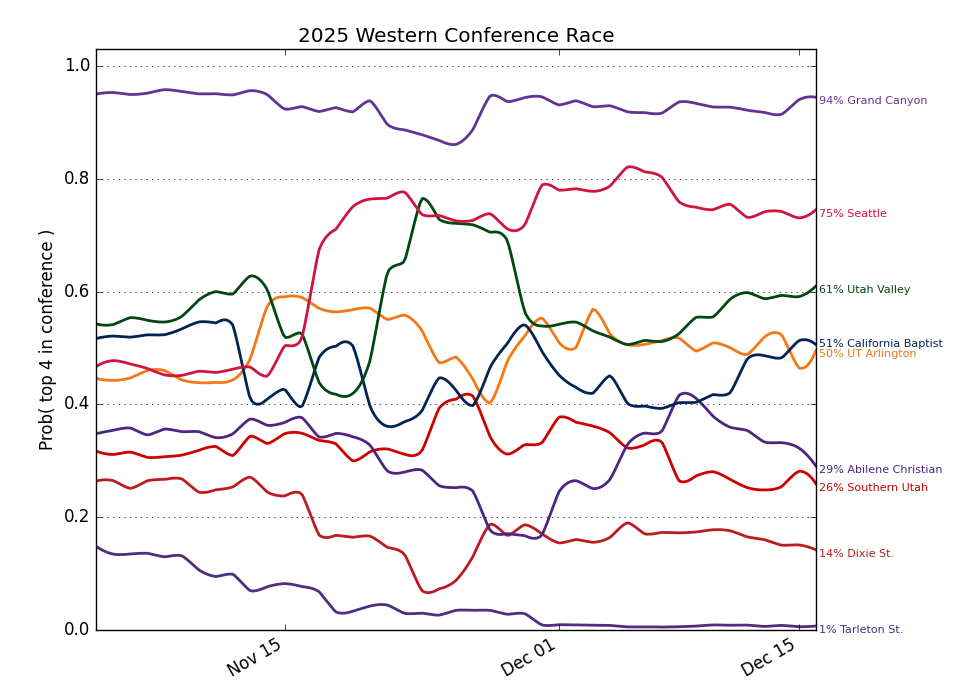 2025 Western Conference Race
Prob( top 4 in conference )
1.0
0.8
0.6
0.4
0.2
0.0
Nov 15
Dec 01
Dec 15
94% Grand Canyon
75% Seattle
61% Utah Valley
51% California Baptist
50% UT Arlington
29% Abilene Christian
26% Southern Utah
14% Dixie St.
1% Tarleton St.